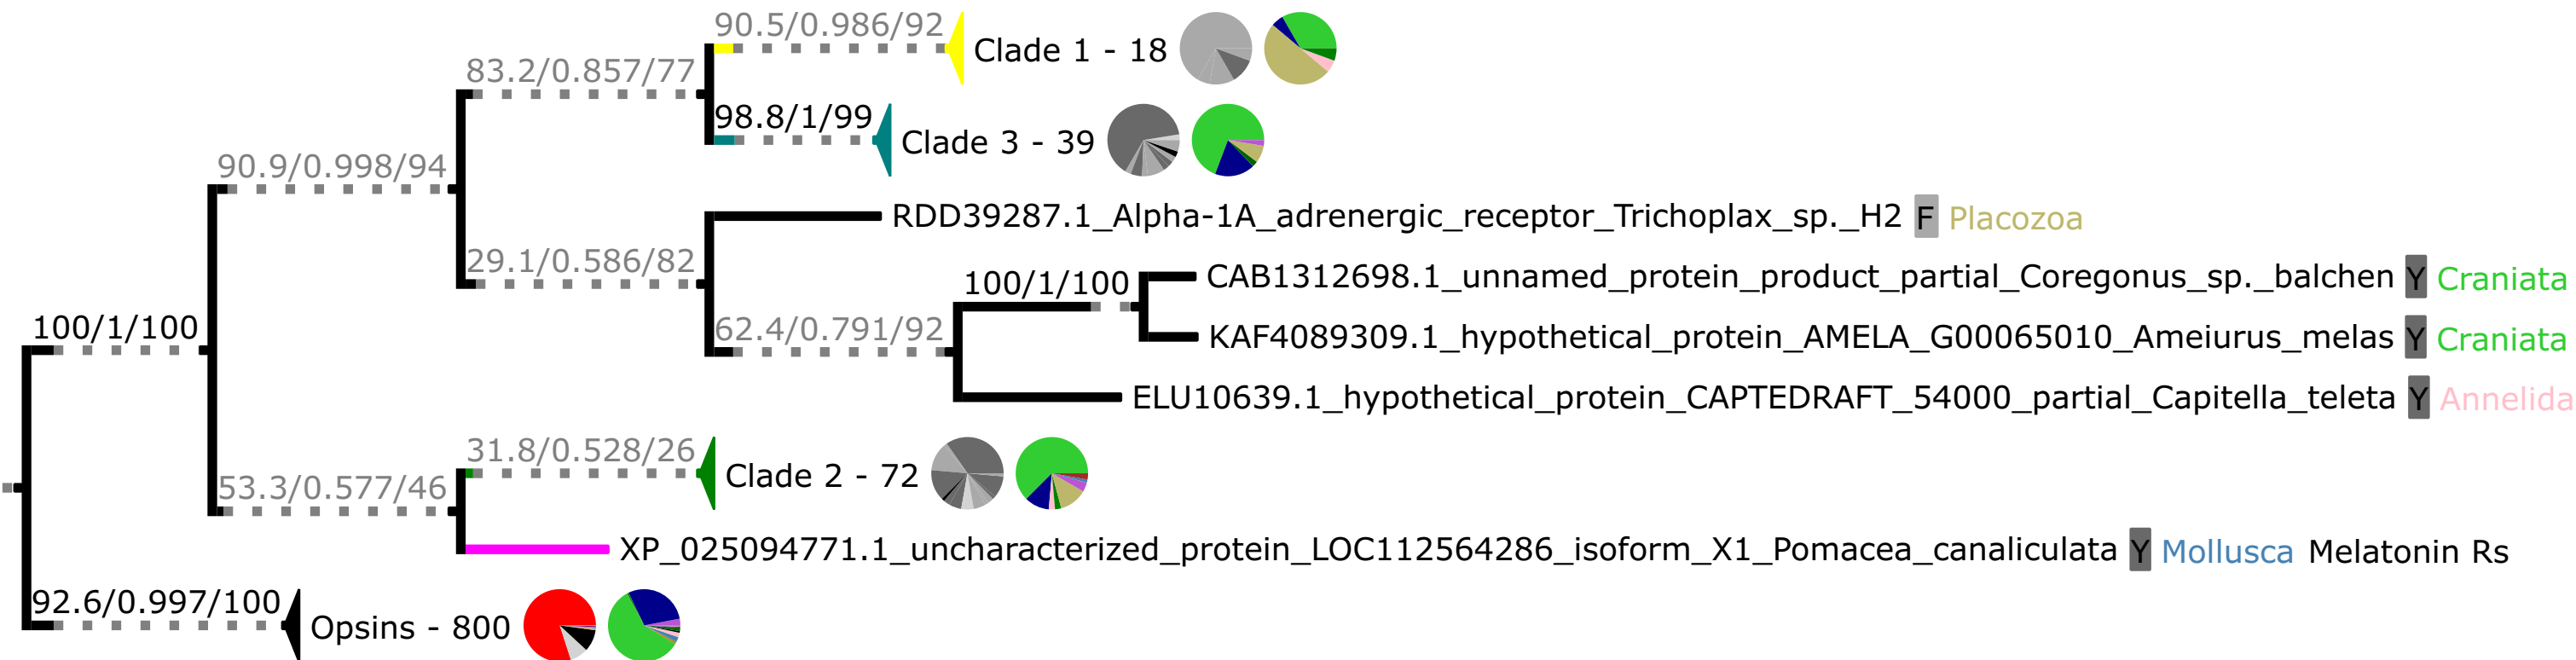 90.5/0.986/92
Clade 1 - 18
83.2/0.857/77
98.8/1/99
Clade 3 - 39
90.9/0.998/94
RDD39287.1_Alpha-1A_adrenergic_receptor_Trichoplax_sp._H2 F Placozoa
29.1/0.586/82
100/1/100
CAB1312698.1_unnamed_protein_product_partial_Coregonus_sp._balchen Y Craniata
100/1/100
62.4/0.791/92
KAF4089309.1_hypothetical_protein_AMELA_G00065010_Ameiurus_melas Y Craniata
ELU10639.1_hypothetical_protein_CAPTEDRAFT_54000_partial_Capitella_teleta Y Annelida
31.8/0.528/26
Clade 2 - 72
53.3/0.577/46
XP_025094771.1_uncharacterized_protein_LOC112564286_isoform_X1_Pomacea_canaliculata Y Mollusca Melatonin Rs
92.6/0.997/100
Opsins - 800